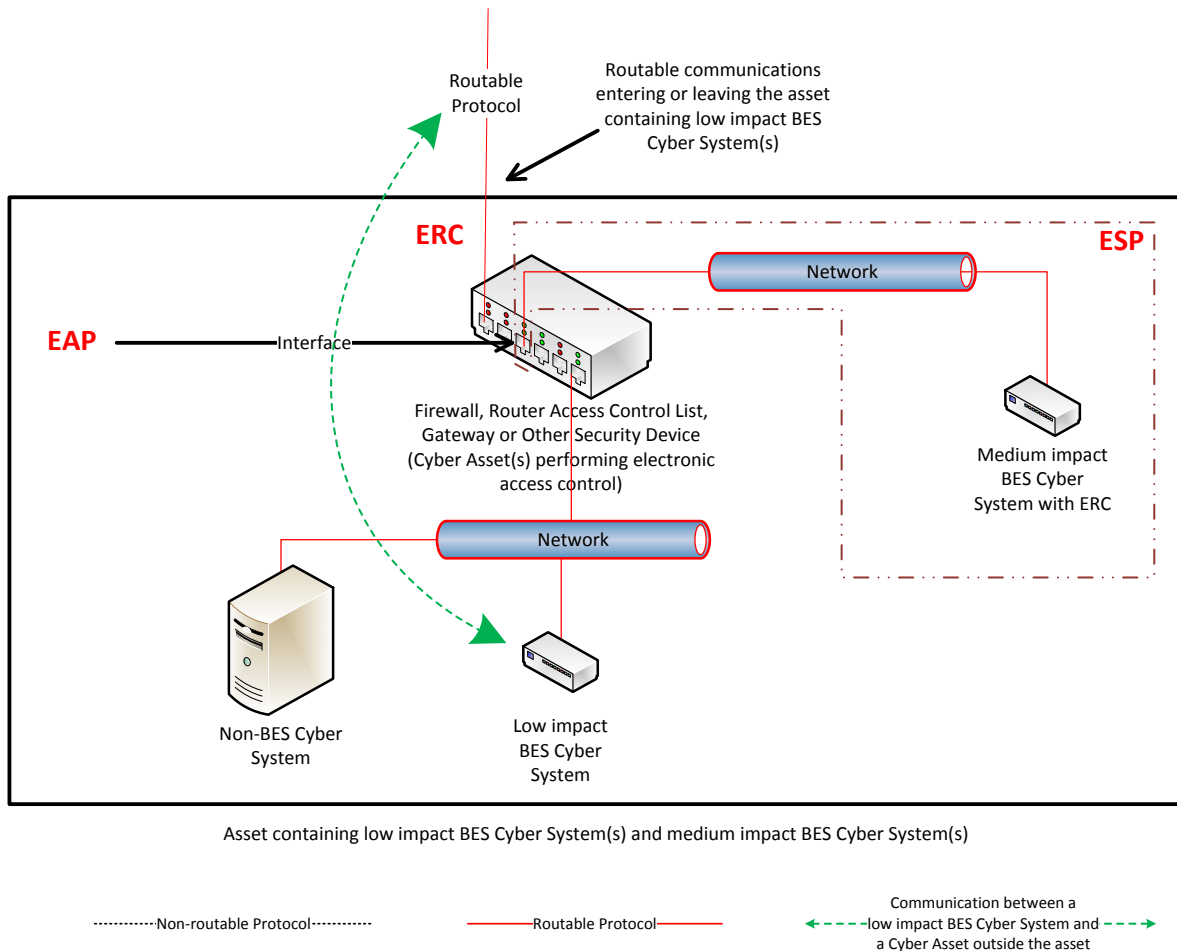 Routable
Protocol
Routable communications
entering or leaving the asset
containing low impact BES
Cyber System(s)
ERC
ESP
Network
EAP
Interface
Firewall, Router Access Control List,
Gateway or Other Security Device
(Cyber Asset(s) performing electronic
access control)
Medium impact
BES Cyber
System with ERC
Network
Non-BES Cyber
System
Low impact
BES Cyber
System
Asset containing low impact BES Cyber System(s) and medium impact BES Cyber System(s)
Non-routable Protocol
Routable Protocol
Communication between a
low impact BES Cyber System and
a Cyber Asset outside the asset